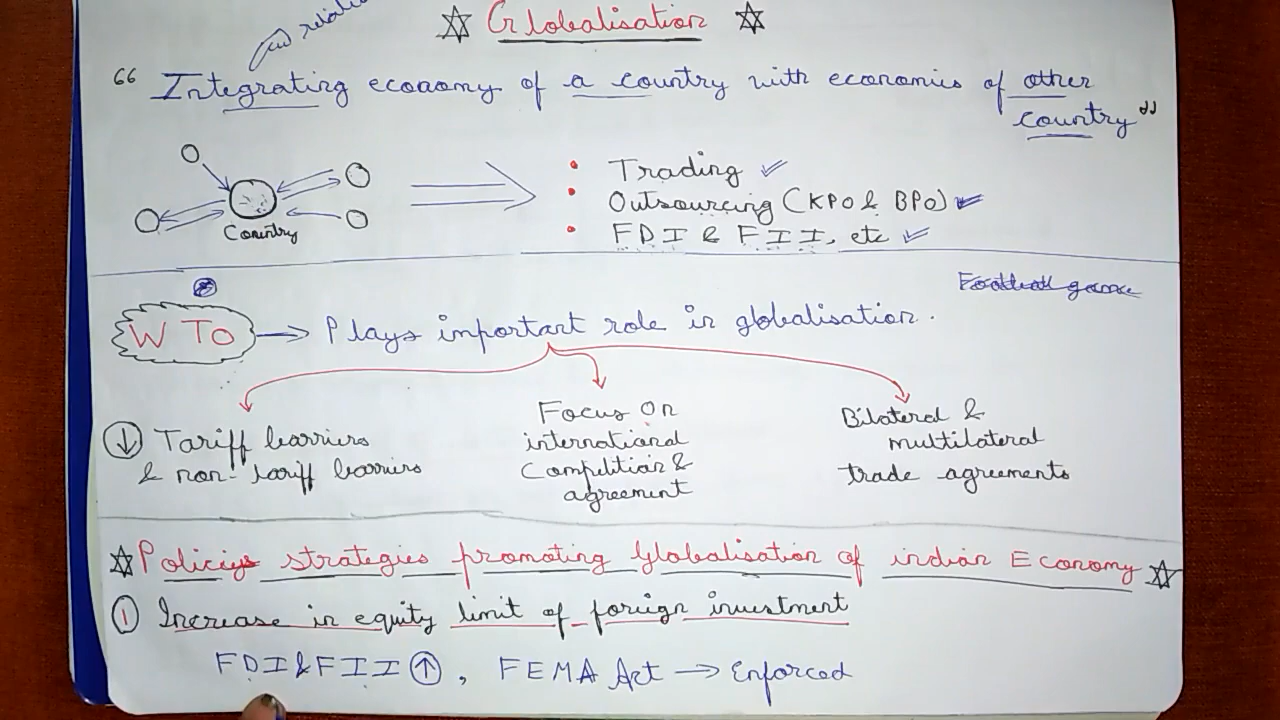 and
☆ Globalisation ☆
"Integrating economy of a country with economies of other
country"
Country
• Trading ✓
• Outsourcing (KPO & BPO) ✓
• FDI & FII, etc ✓
WTO → Plays important role in globalisation.
↓ Tariff barriers
& non-tariff barriers
Focus on
international
Competition &
agreement
Bilateral &
multilateral
trade agreements
☆ Policies strategies promoting Globalisation of indian Economy ☆
① Increase in equity limit of foreign investment
FDI & FII ↑, FEMA Act → Enforced